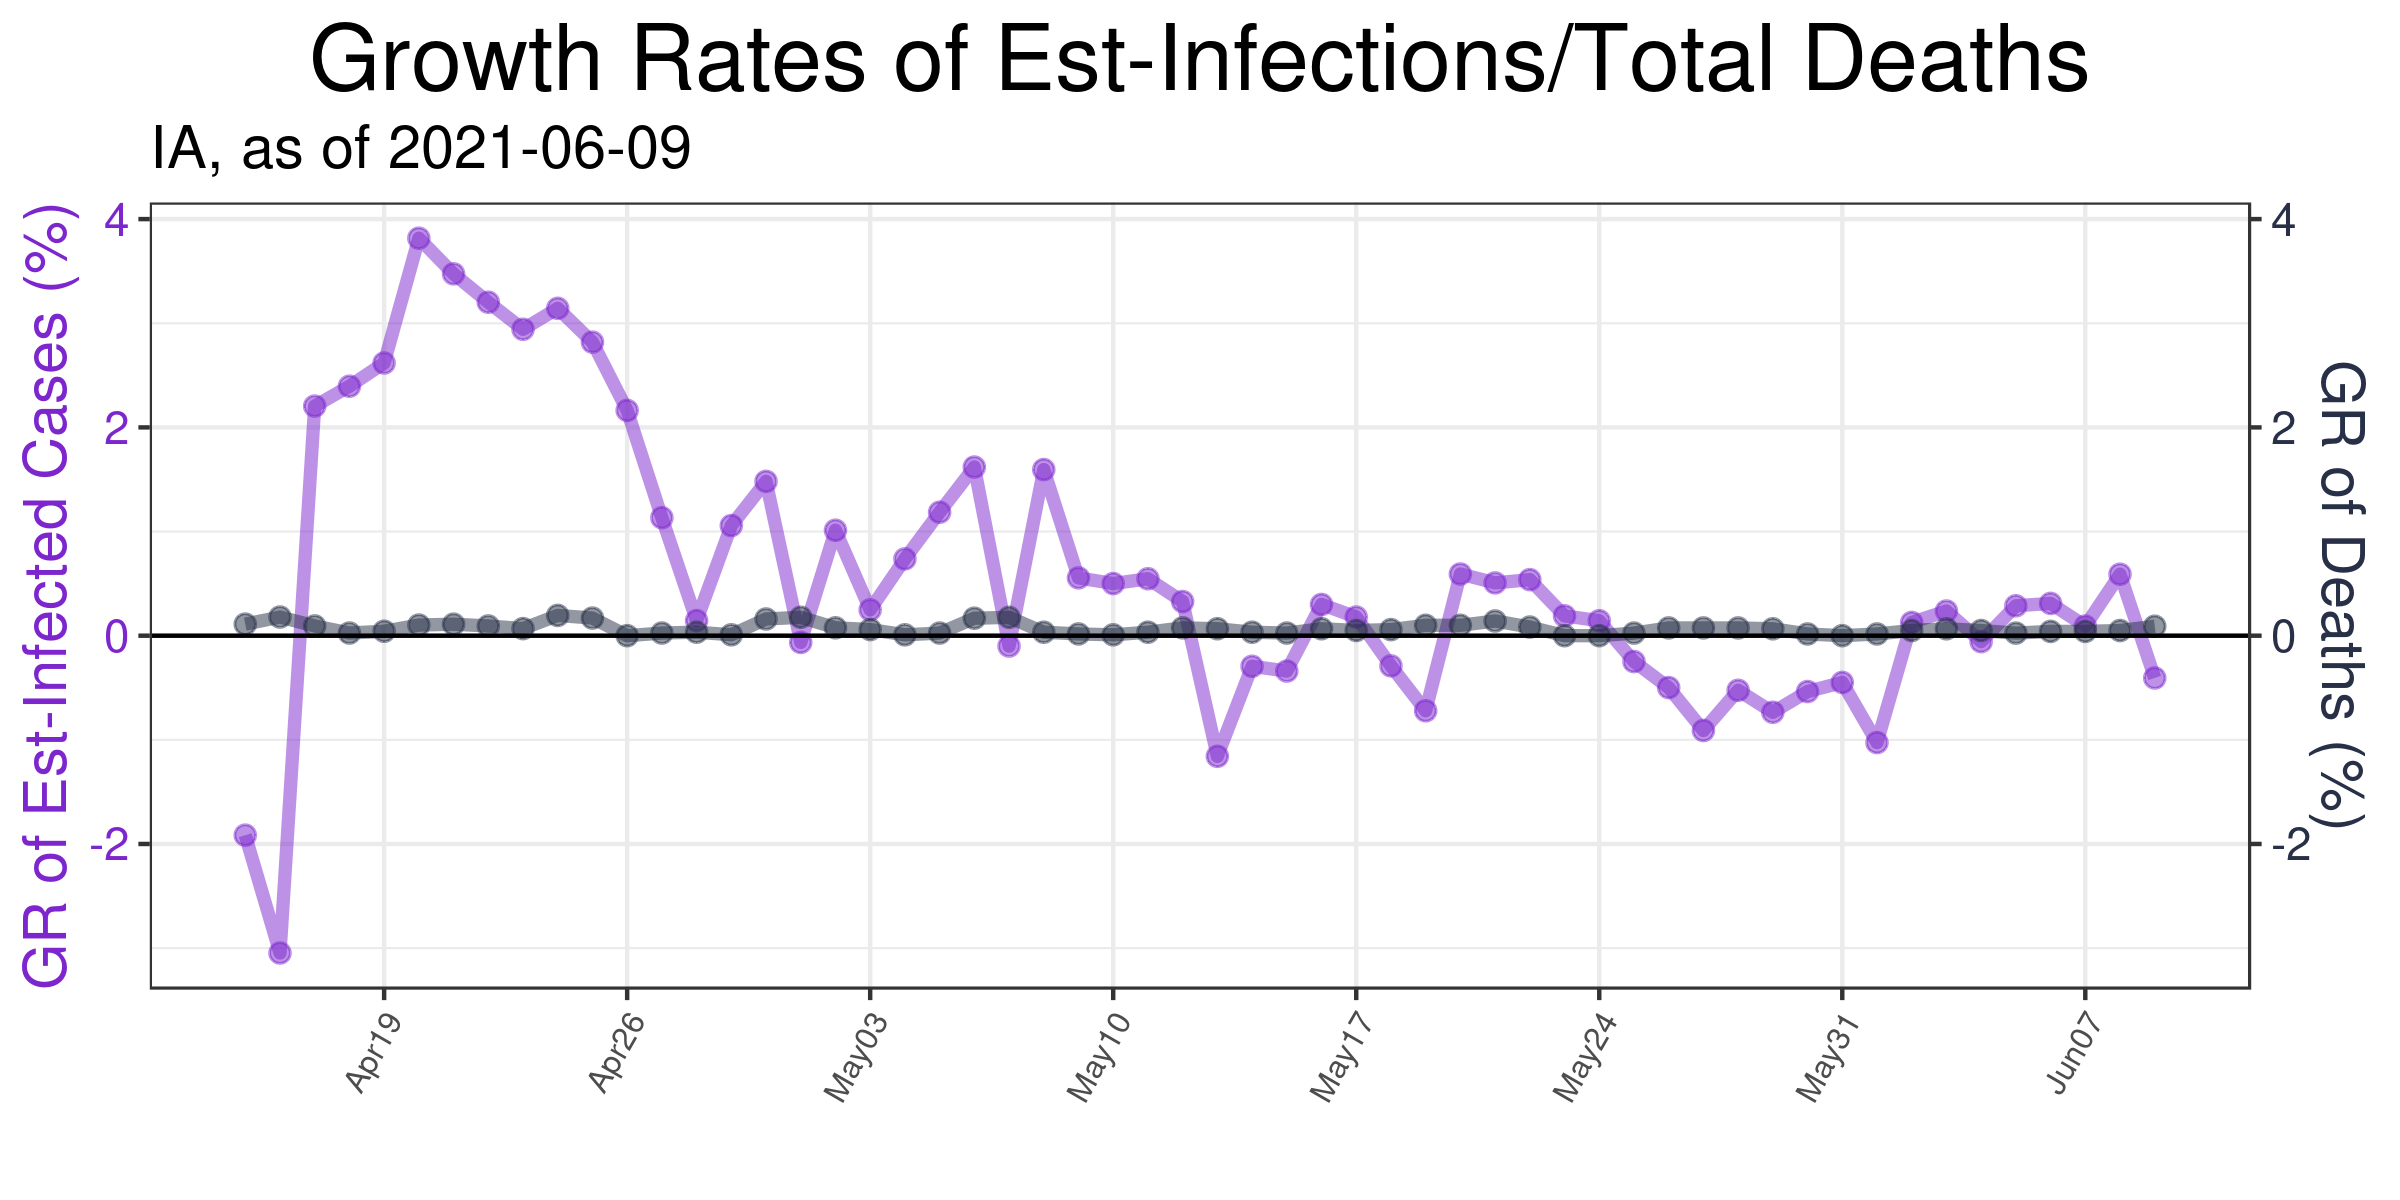 Growth Rates of Est-Infections/Total Deaths
IA, as of 2021-06-09
GR of Est-Infected Cases (%)
4
2
0
-2
4
2
0
-2
GR of Deaths (%)
Apr19
Apr26
May03
May10
May17
May24
May31
Jun07